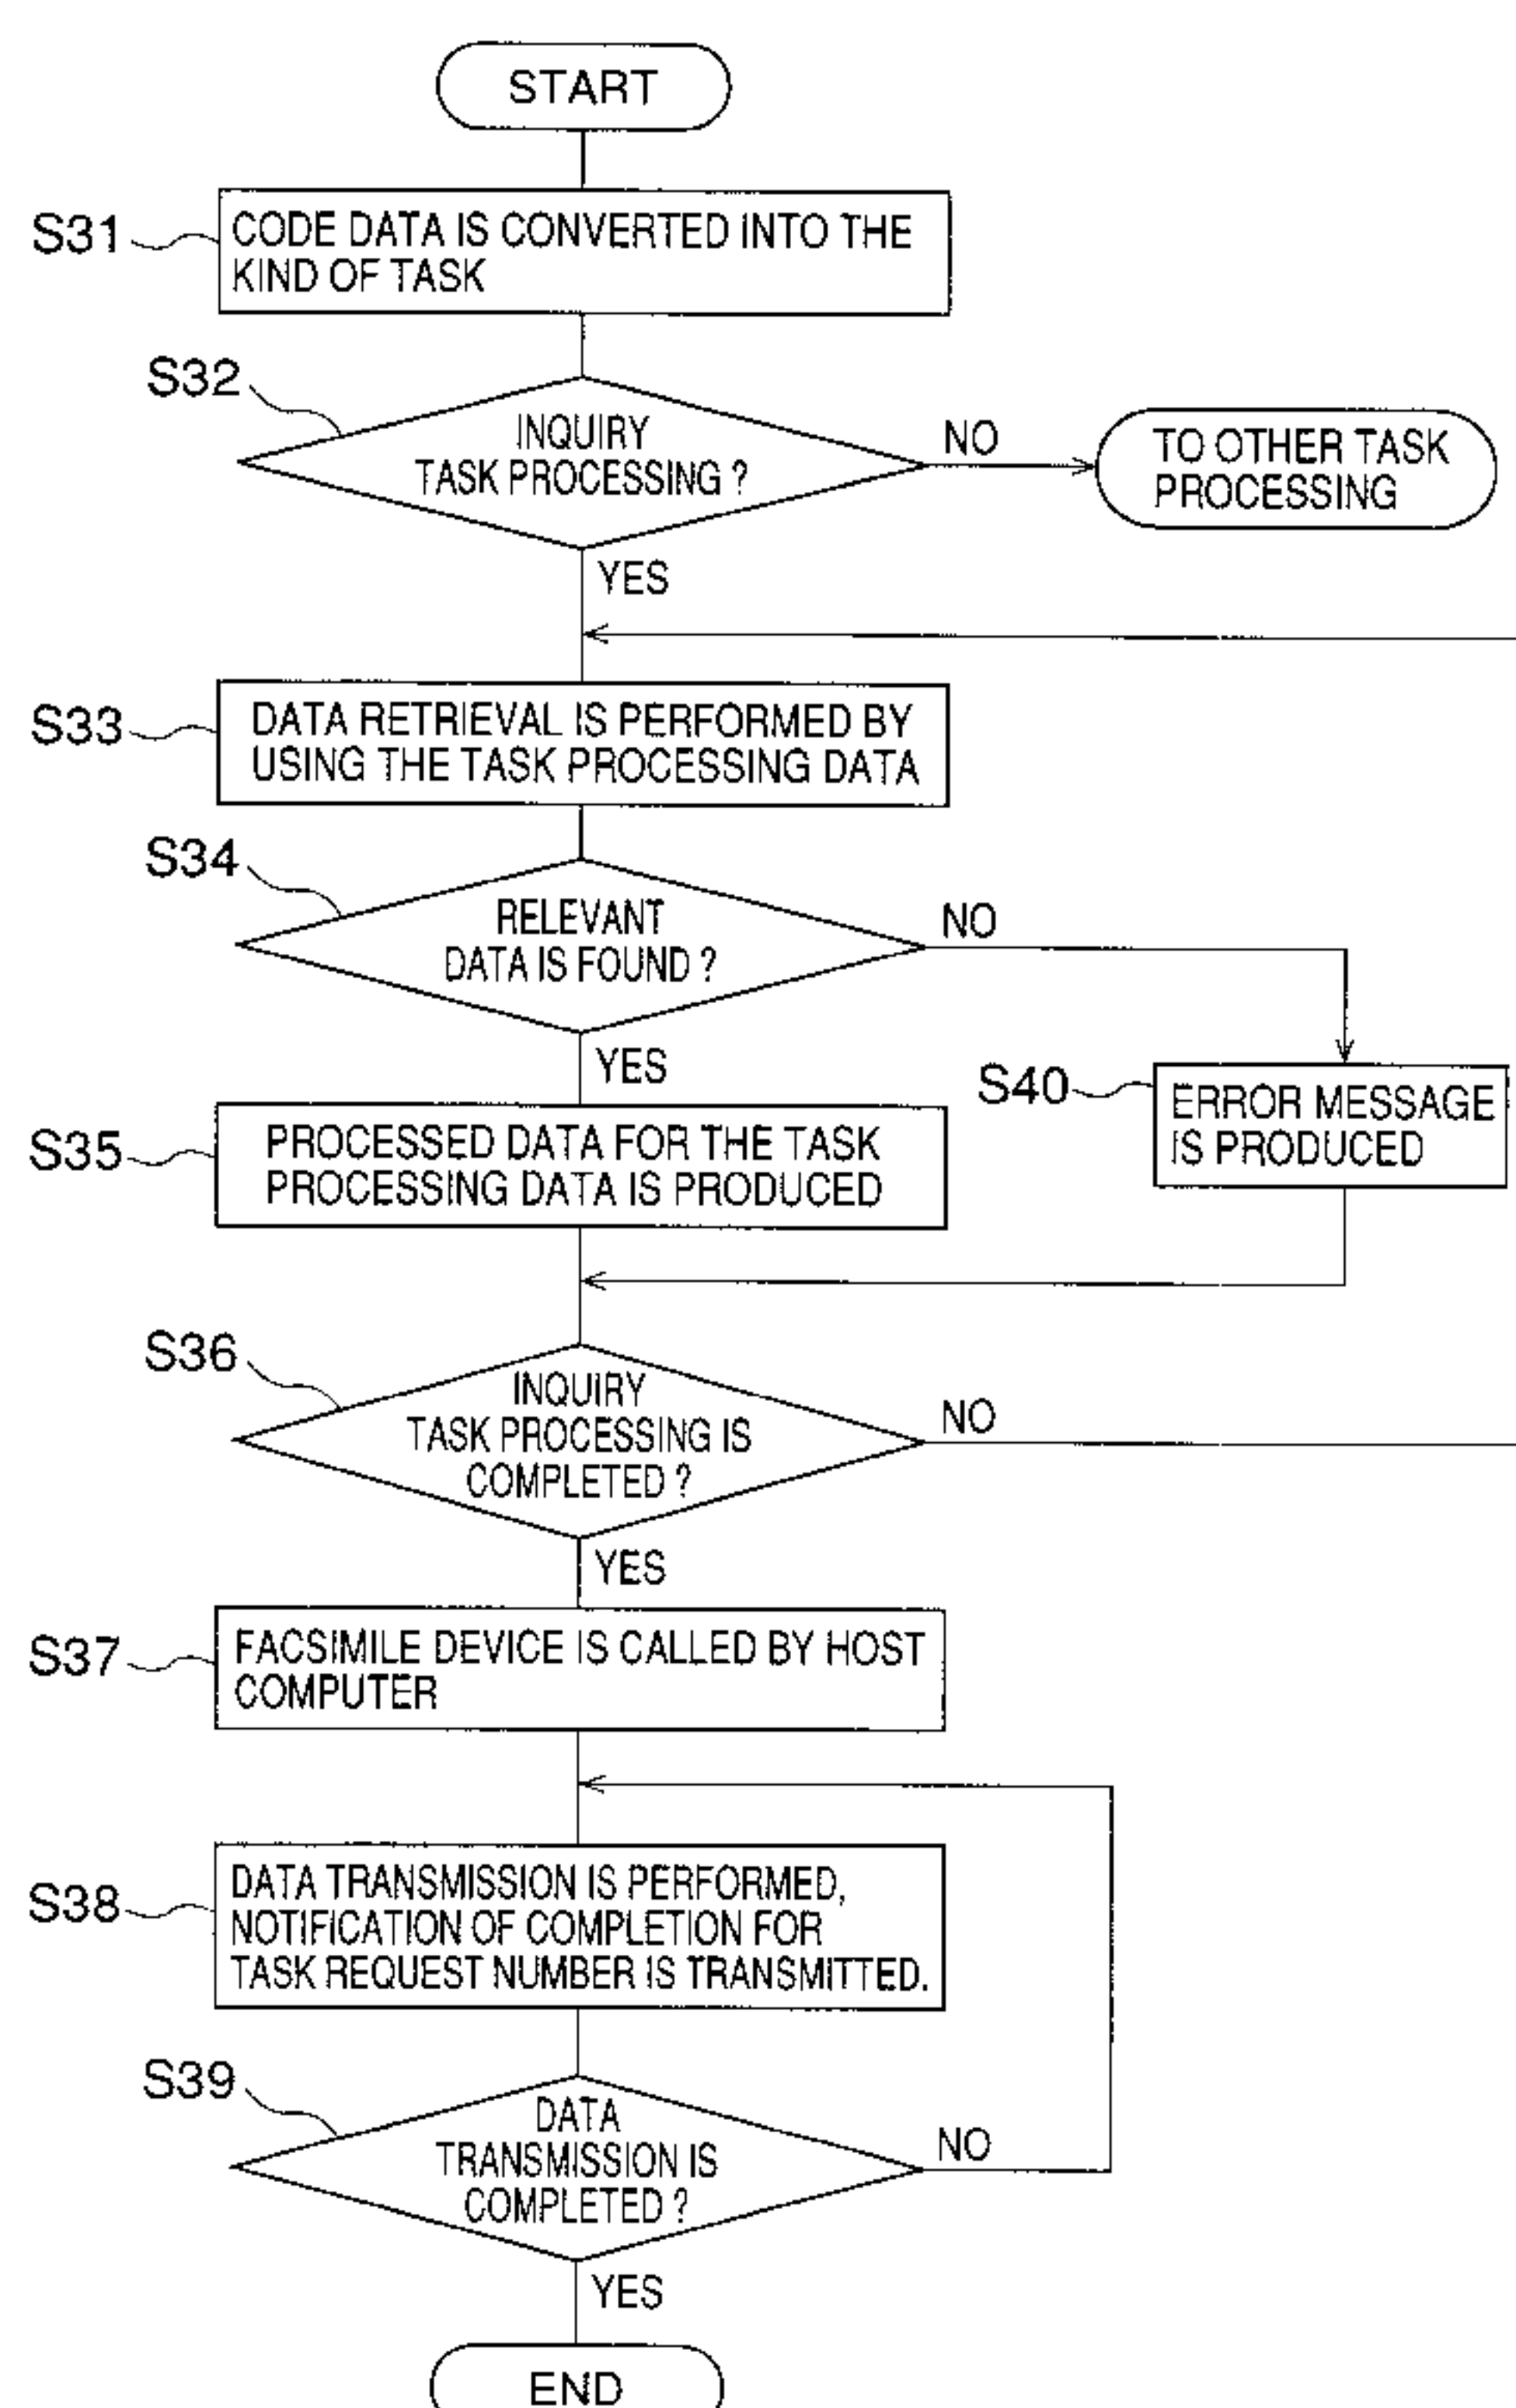 START
S31
CODE DATA IS CONVERTED INTO THE
KIND OF TASK
S32
INQUIRY
TASK PROCESSING ?
NO
TO OTHER TASK
PROCESSING
YES
S33
DATA RETRIEVAL IS PERFORMED BY
USING THE TASK PROCESSING DATA
S34
RELEVANT
DATA IS FOUND ?
NO
YES
S40
ERROR MESSAGE
IS PRODUCED
S35
PROCESSED DATA FOR THE TASK
PROCESSING DATA IS PRODUCED
S36
INQUIRY
TASK PROCESSING IS
COMPLETED ?
NO
YES
S37
FACSIMILE DEVICE IS CALLED BY HOST
COMPUTER
S38
DATA TRANSMISSION IS PERFORMED,
NOTIFICATION OF COMPLETION FOR
TASK REQUEST NUMBER IS TRANSMITTED.
S39
DATA
TRANSMISSION IS
COMPLETED ?
NO
YES
END